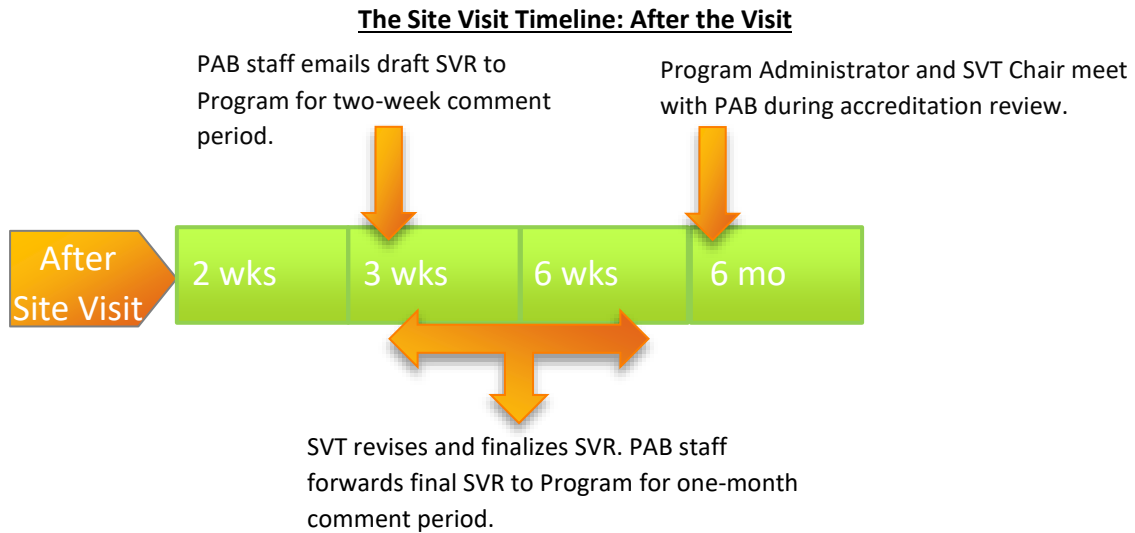 The Site Visit Timeline: After the Visit
PAB staff emails draft SVR to
Program for two-week comment
period.
Program Administrator and SVT Chair meet
with PAB during accreditation review.
After
Site Visit
2 wks
3 wks
6 wks
6 mo
SVT revises and finalizes SVR. PAB staff
forwards final SVR to Program for one-month
comment period.